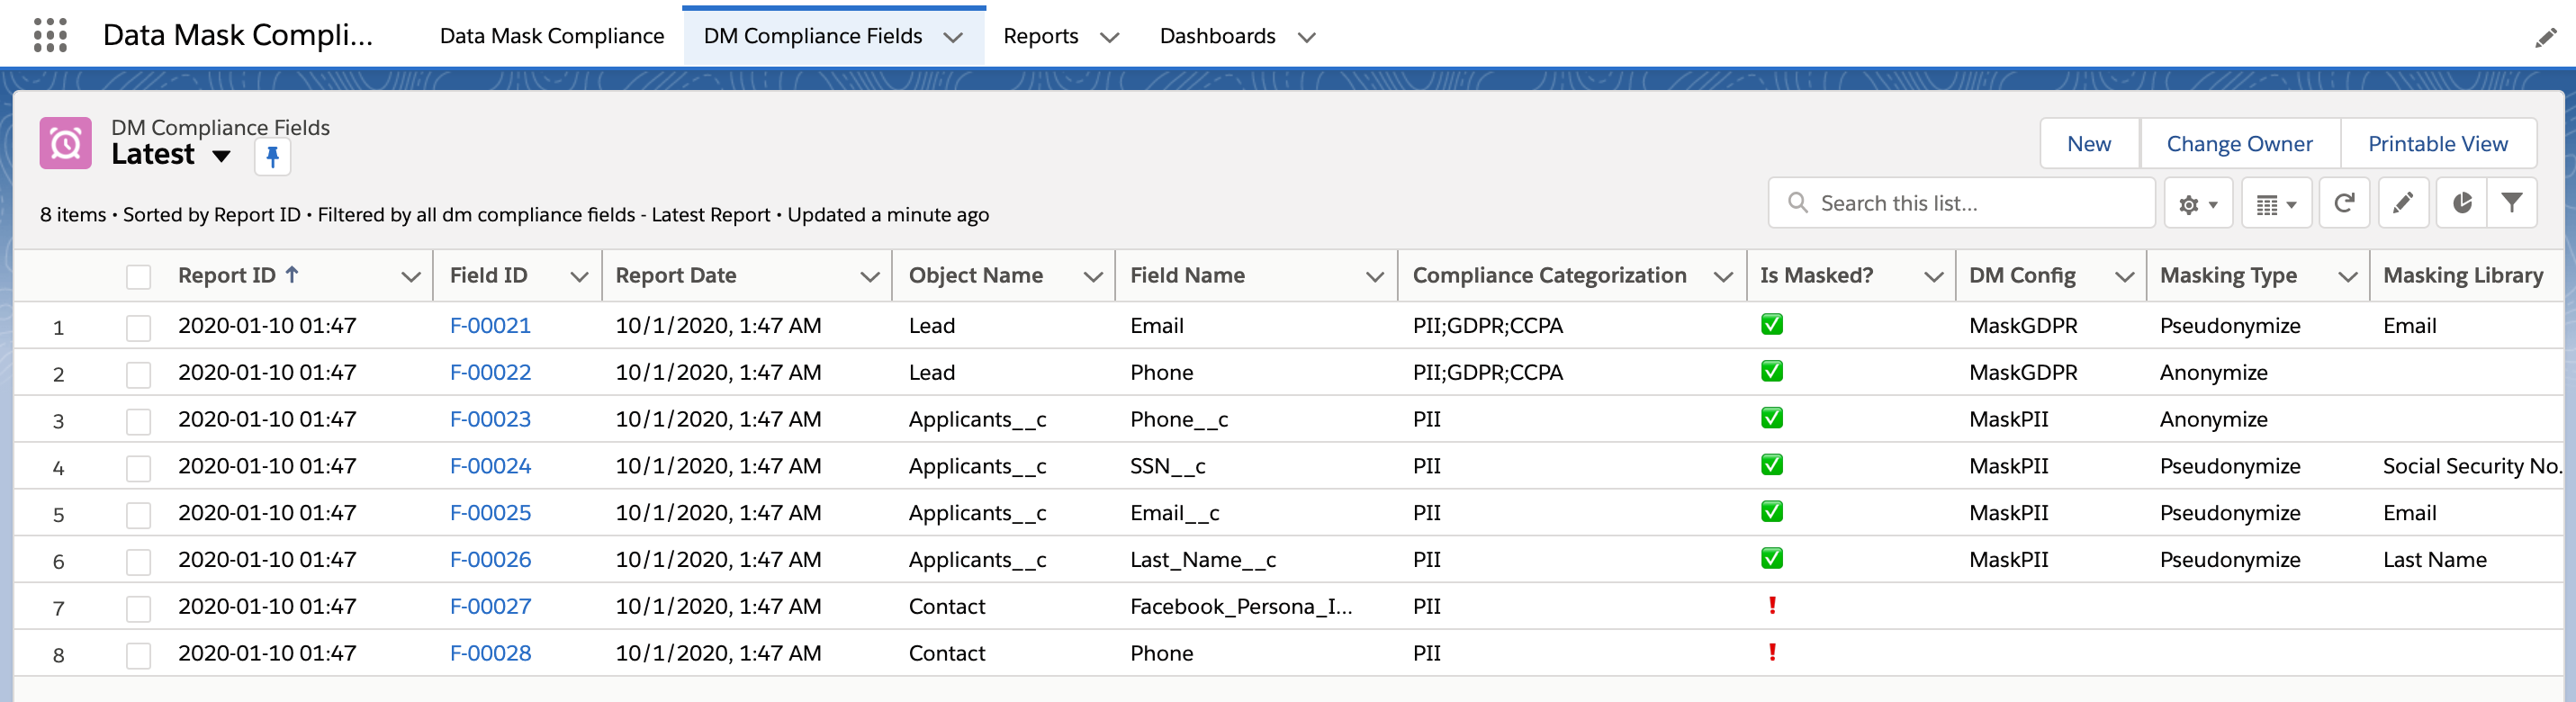 Data Mask Compli... Data Mask Compliance DM Compliance Fields Reports Dashboards
DM Compliance Fields
Latest
New Change Owner Printable View
8 items • Sorted by Report ID • Filtered by all dm compliance fields - Latest Report • Updated a minute ago
Search this list...
Report ID Field ID Report Date Object Name Field Name Compliance Categorization Is Masked? DM Config Masking Type Masking Library
1 2020-01-10 01:47 F-00021 10/1/2020, 1:47 AM Lead Email PII;GDPR;CCPA MaskGDPR Pseudonymize Email
2 2020-01-10 01:47 F-00022 10/1/2020, 1:47 AM Lead Phone PII;GDPR;CCPA MaskGDPR Anonymize
3 2020-01-10 01:47 F-00023 10/1/2020, 1:47 AM Applicants__c Phone__c PII MaskPII Anonymize
4 2020-01-10 01:47 F-00024 10/1/2020, 1:47 AM Applicants__c SSN__c PII MaskPII Pseudonymize Social Security No.
5 2020-01-10 01:47 F-00025 10/1/2020, 1:47 AM Applicants__c Email__c PII MaskPII Pseudonymize Email
6 2020-01-10 01:47 F-00026 10/1/2020, 1:47 AM Applicants__c Last_Name__c PII MaskPII Pseudonymize Last Name
7 2020-01-10 01:47 F-00027 10/1/2020, 1:47 AM Contact Facebook_Persona_I... PII
8 2020-01-10 01:47 F-00028 10/1/2020, 1:47 AM Contact Phone PII